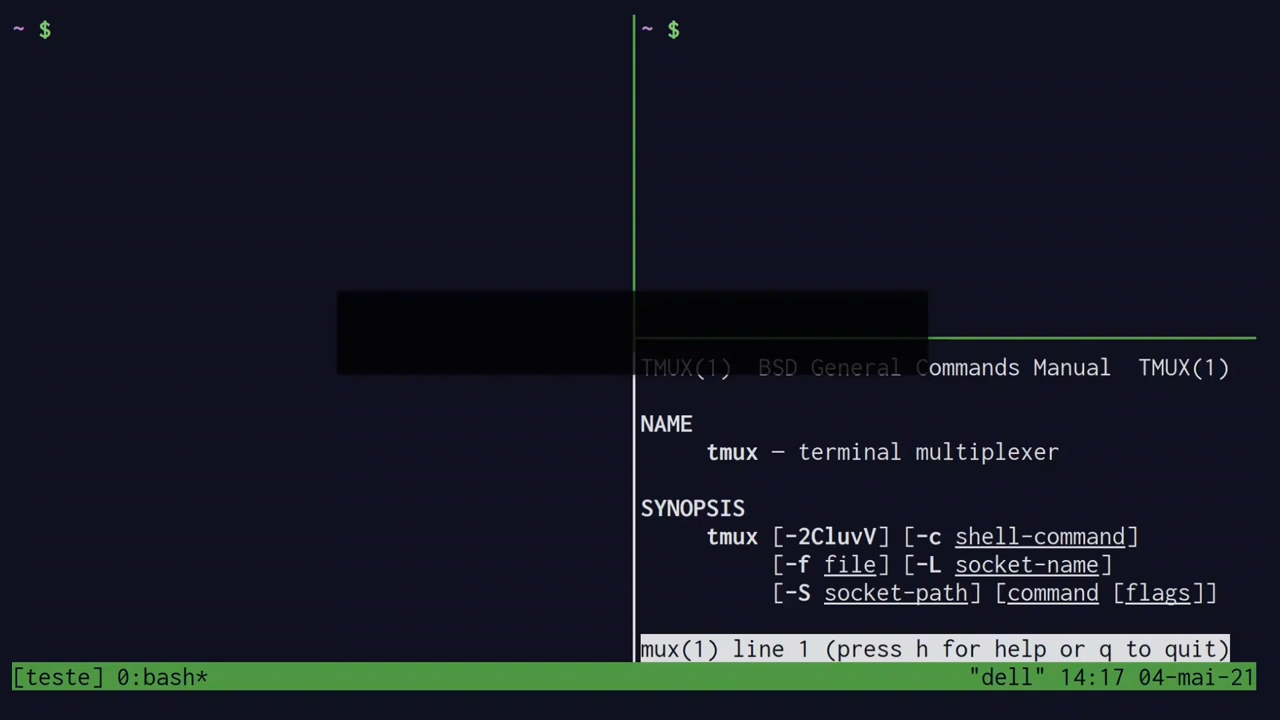 ~ $
~ $
TMUX(1) BSD General Commands Manual TMUX(1)
NAME
tmux – terminal multiplexer
SYNOPSIS
tmux [-2CluvV] [-c shell-command]
[-f file] [-L socket-name]
[-S socket-path] [command [flags]]
mux(1) line 1 (press h for help or q to quit)
[teste] 0:bash* "dell" 14:17 04-mai-21